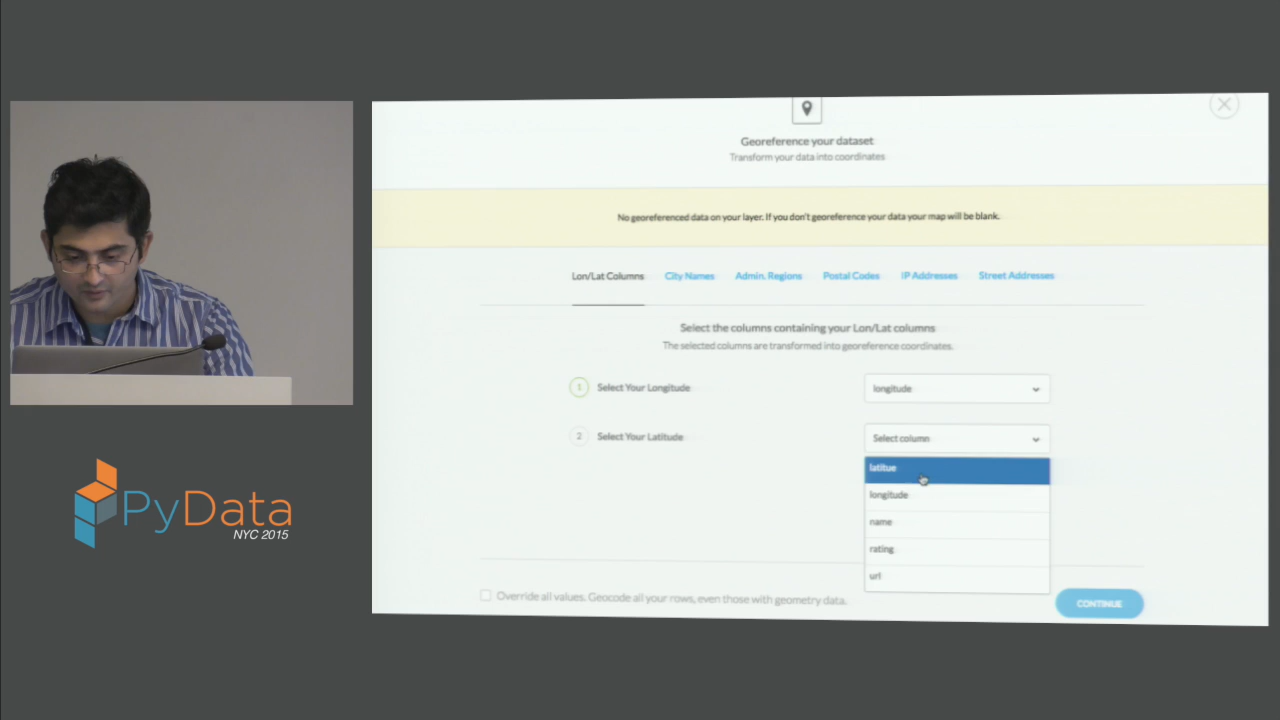 Georeference your dataset
Transform your data into coordinates
No georeferenced data on your layer. If you don't georeference your data your map will be blank.
Lon/Lat Columns City Names Admin. Regions Postal Codes IP Addresses Street Addresses
Select the columns containing your Lon/Lat columns
The selected columns are transformed into georeference coordinates.
1 Select Your Longitude longitude
2 Select Your Latitude Select column
latitue
longitude
name
rating
url
Override all values. Geocode all your rows, even those with geometry data.
CONTINUE
PyData
NYC 2015